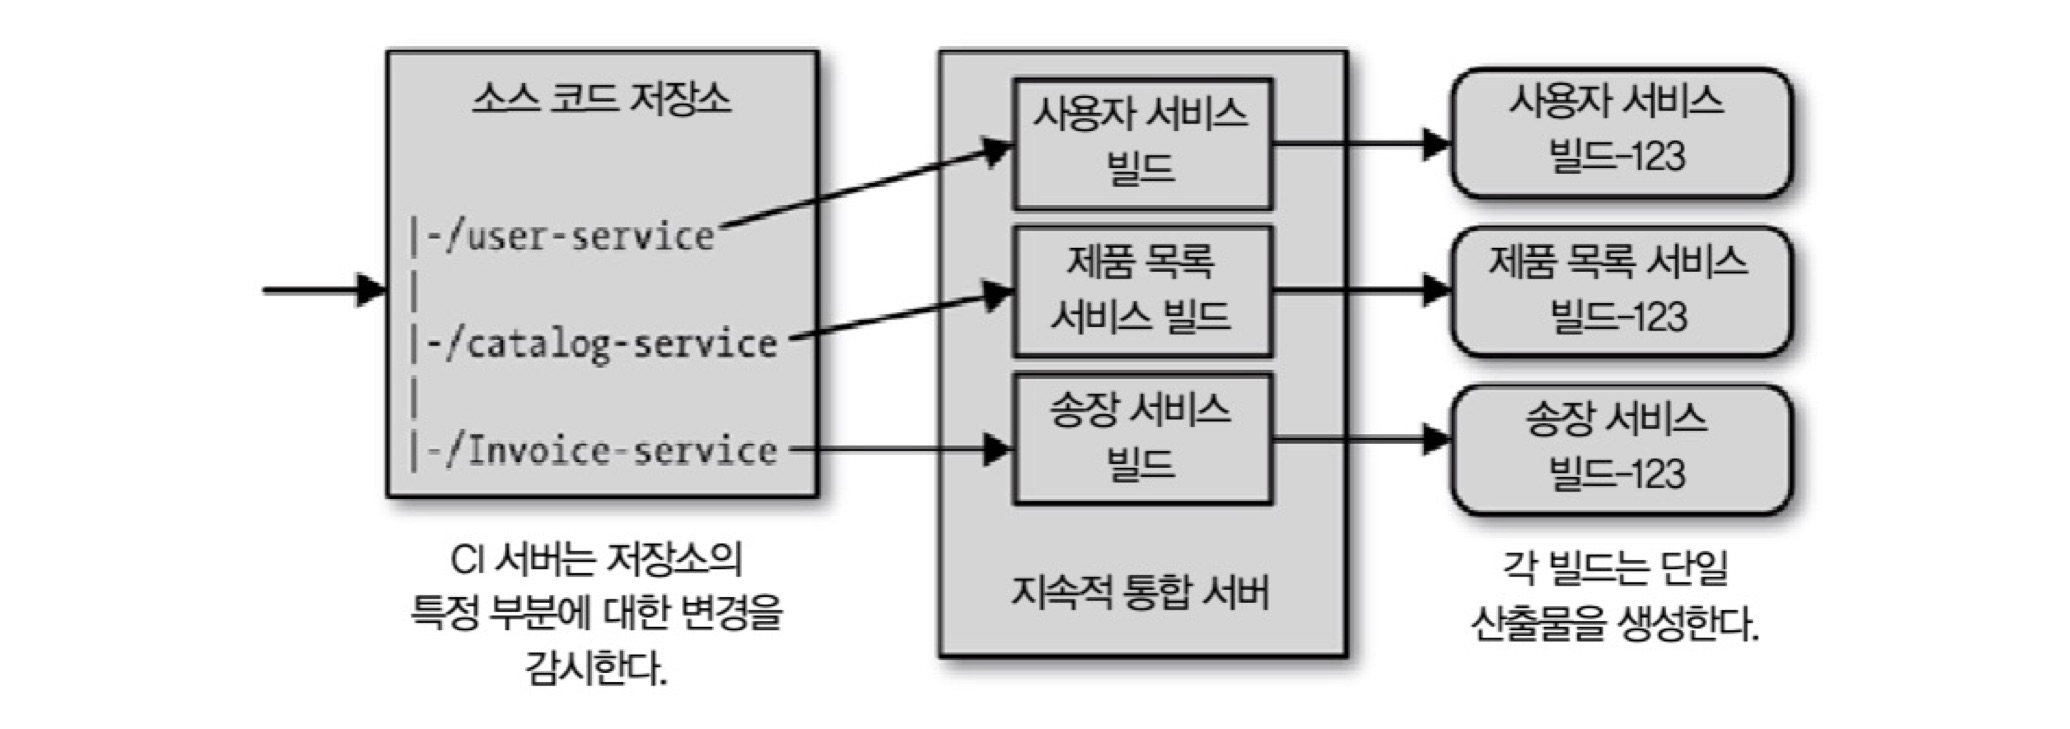 소스 코드 저장소
|-/user-service
|
|-/catalog-service
|
|-/Invoice-service
CI 서버는 저장소의
특정 부분에 대한 변경을
감시한다.
사용자 서비스
빌드
제품 목록
서비스 빌드
송장 서비스
빌드
지속적 통합 서버
사용자 서비스
빌드-123
제품 목록 서비스
빌드-123
송장 서비스
빌드-123
각 빌드는 단일
산출물을 생성한다.